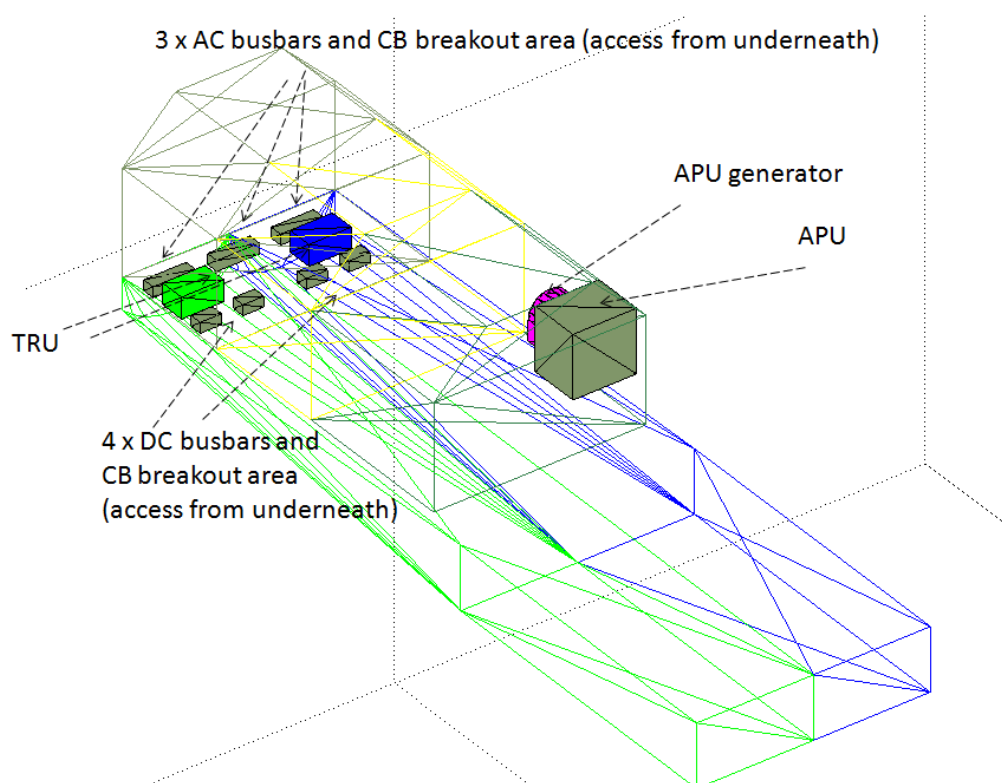 3 x AC busbars and CB breakout area (access from underneath)
APU generator
APU
TRU
4 x DC busbars and
CB breakout area
(access from underneath)